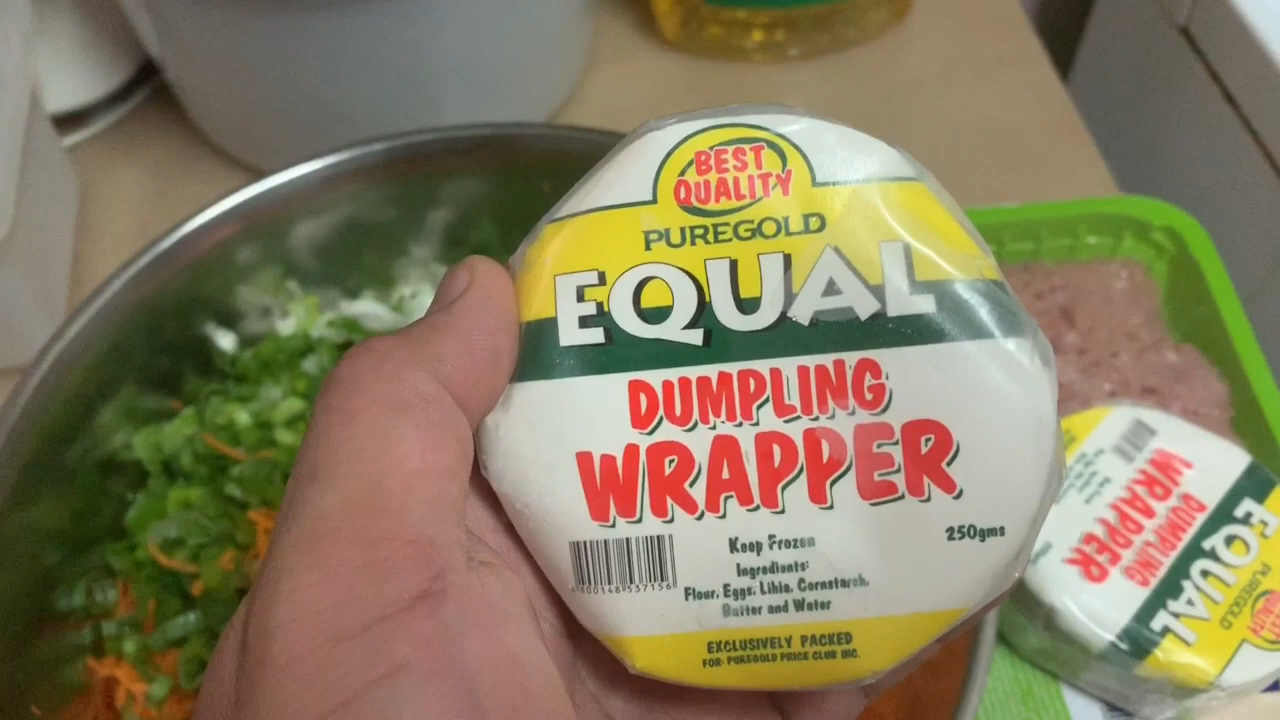 BEST
QUALITY
PUREGOLD
EQUAL
DUMPLING
WRAPPER
250gms
Keep Frozen
Ingredients:
Flour, Eggs, Lihia, Cornstarch,
Butter and Water
4800148537156
EXCLUSIVELY PACKED
FOR: PUREGOLD PRICE CLUB INC.
PUREGOLD
EQUAL
DUMPLING
WRAPPER